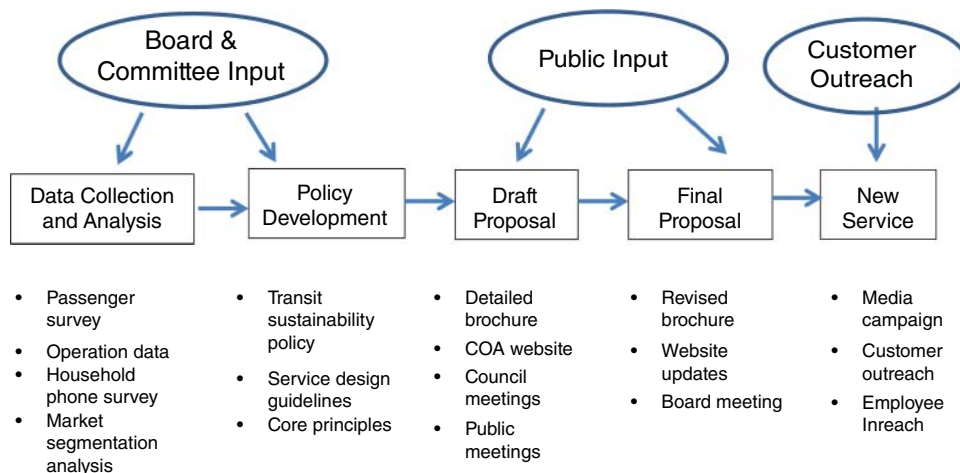 Board &
Committee Input
Public Input
Customer
Outreach
Data Collection
and Analysis
Policy
Development
Draft
Proposal
Final
Proposal
New
Service
• Passenger
survey
• Operation data
• Household
phone survey
• Market
segmentation
analysis
• Transit
sustainability
policy
• Service design
guidelines
• Core principles
• Detailed
brochure
• COA website
• Council
meetings
• Public
meetings
• Revised
brochure
• Website
updates
• Board meeting
• Media
campaign
• Customer
outreach
• Employee
Inreach